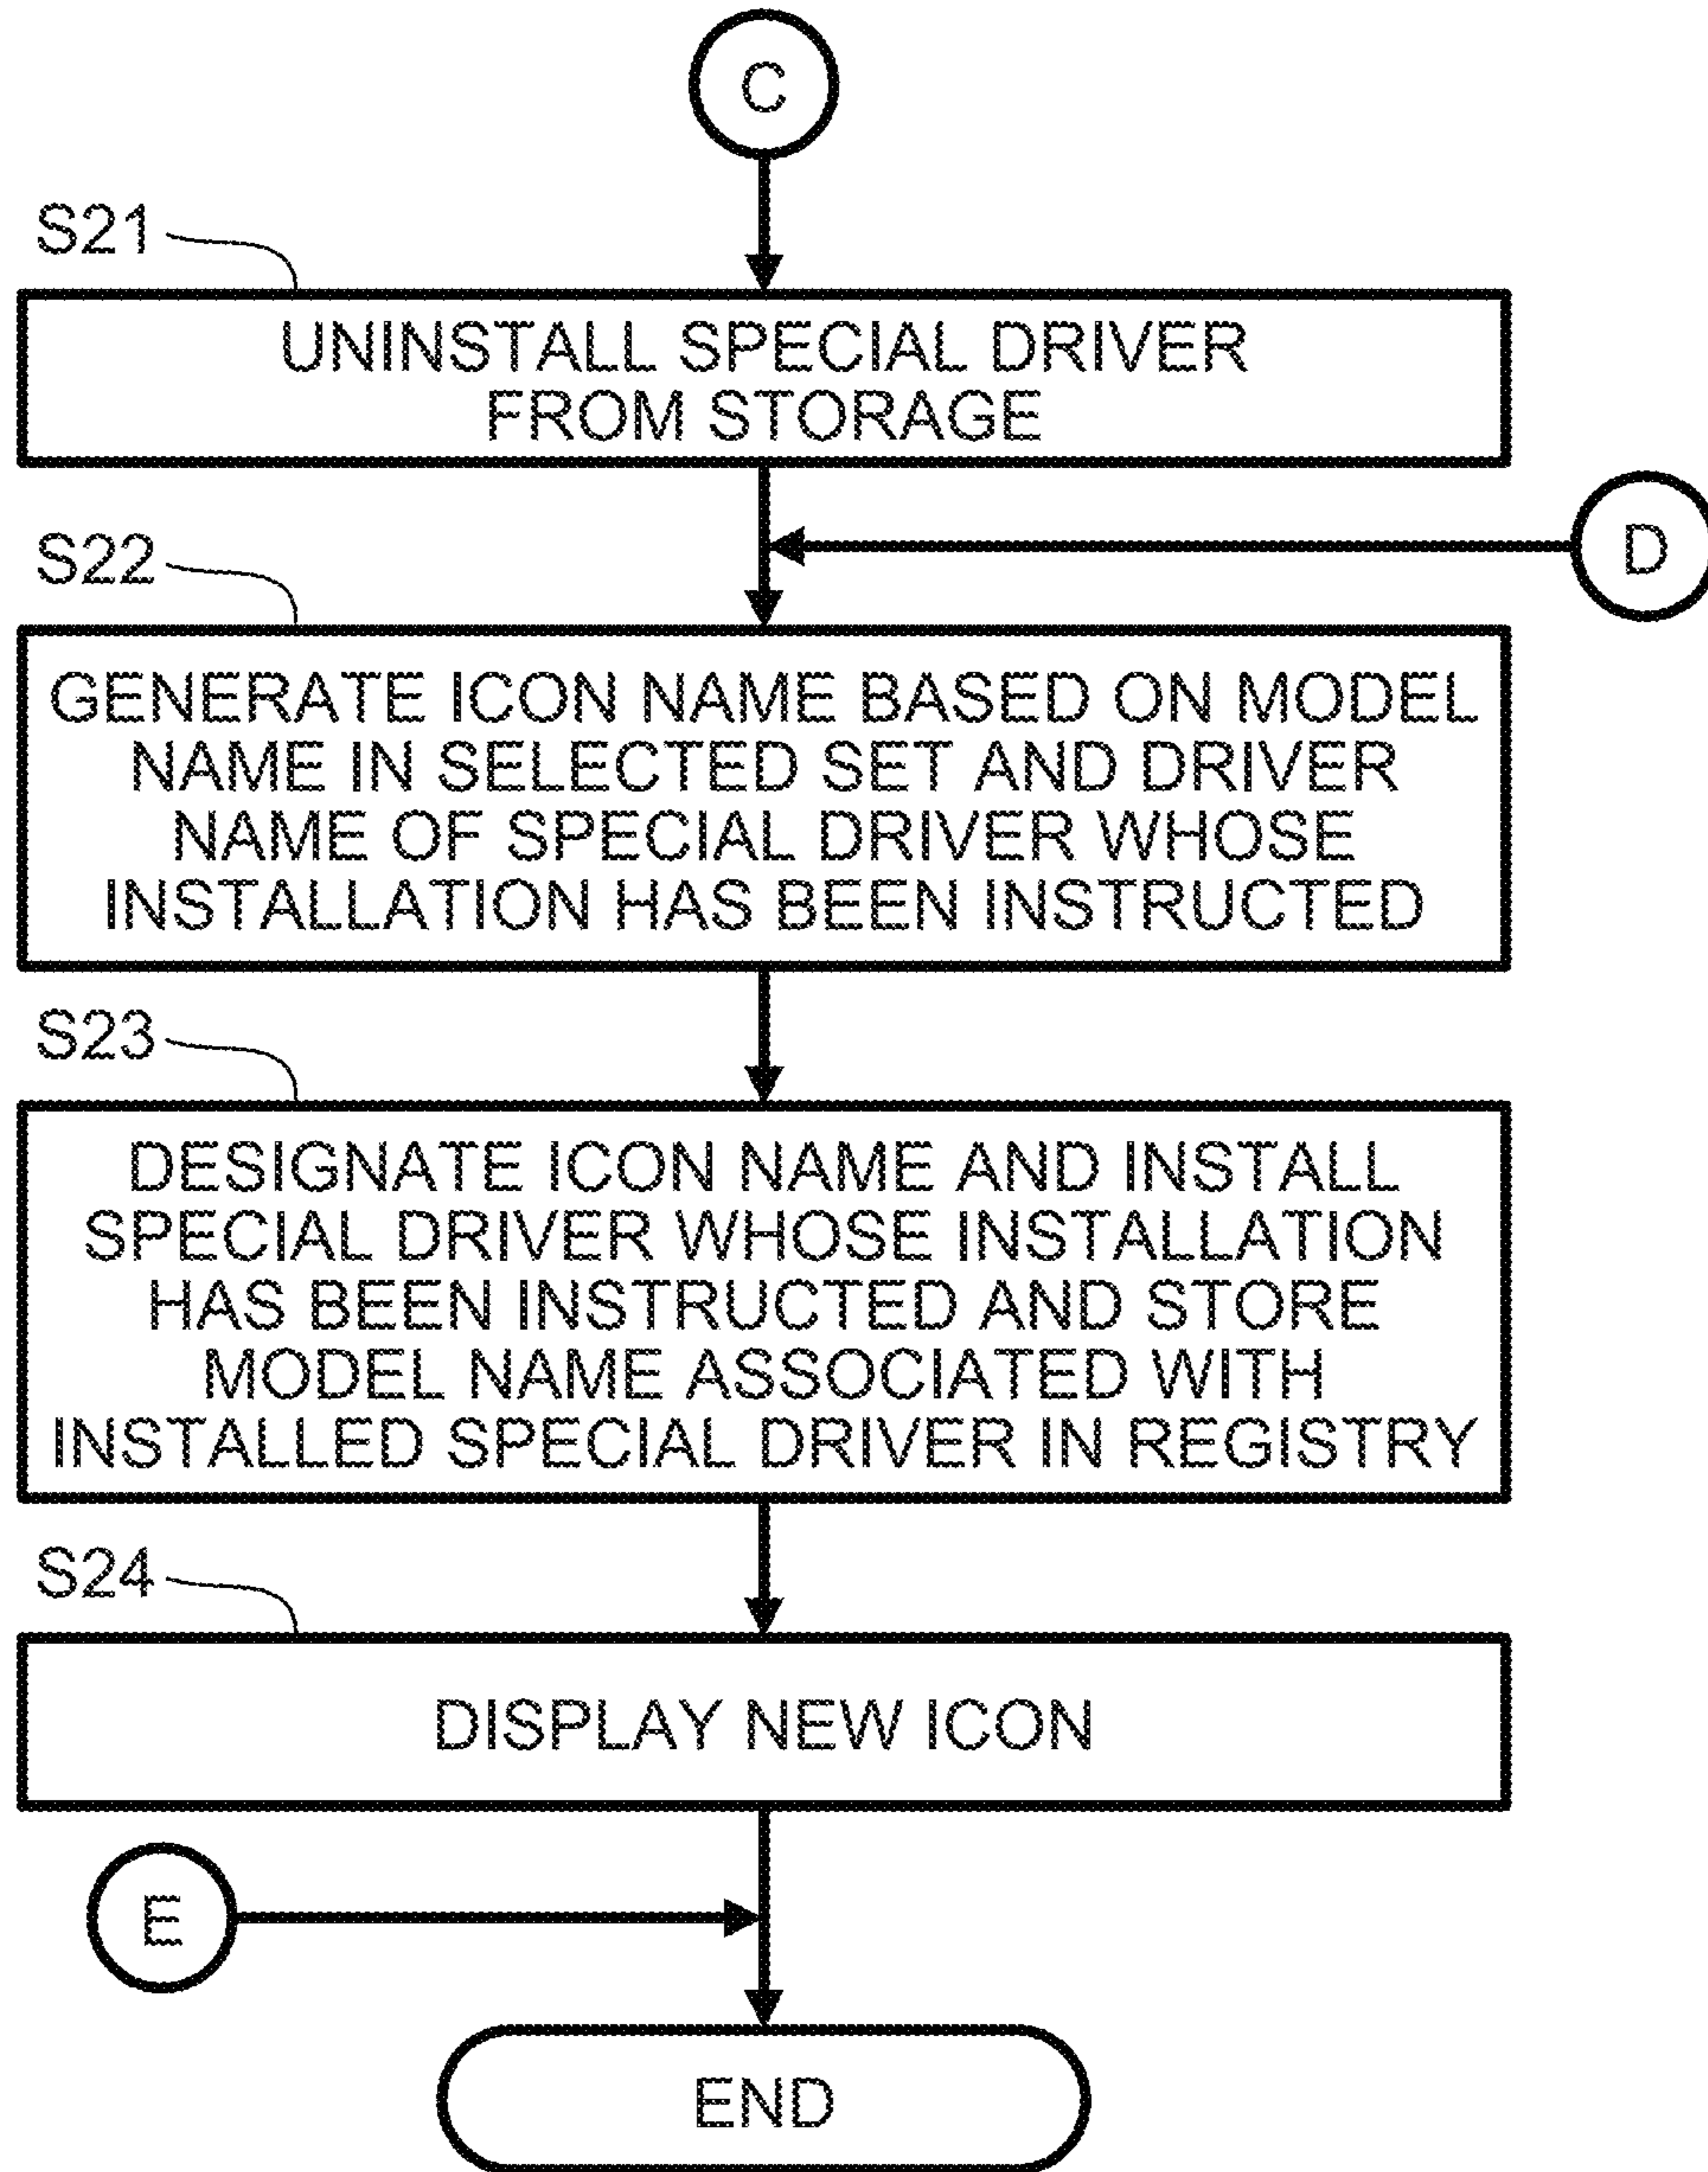 C
S21
UNINSTALL SPECIAL DRIVER
FROM STORAGE
D
S22
GENERATE ICON NAME BASED ON MODEL
NAME IN SELECTED SET AND DRIVER
NAME OF SPECIAL DRIVER WHOSE
INSTALLATION HAS BEEN INSTRUCTED
S23
DESIGNATE ICON NAME AND INSTALL
SPECIAL DRIVER WHOSE INSTALLATION
HAS BEEN INSTRUCTED AND STORE
MODEL NAME ASSOCIATED WITH
INSTALLED SPECIAL DRIVER IN REGISTRY
S24
DISPLAY NEW ICON
E
END